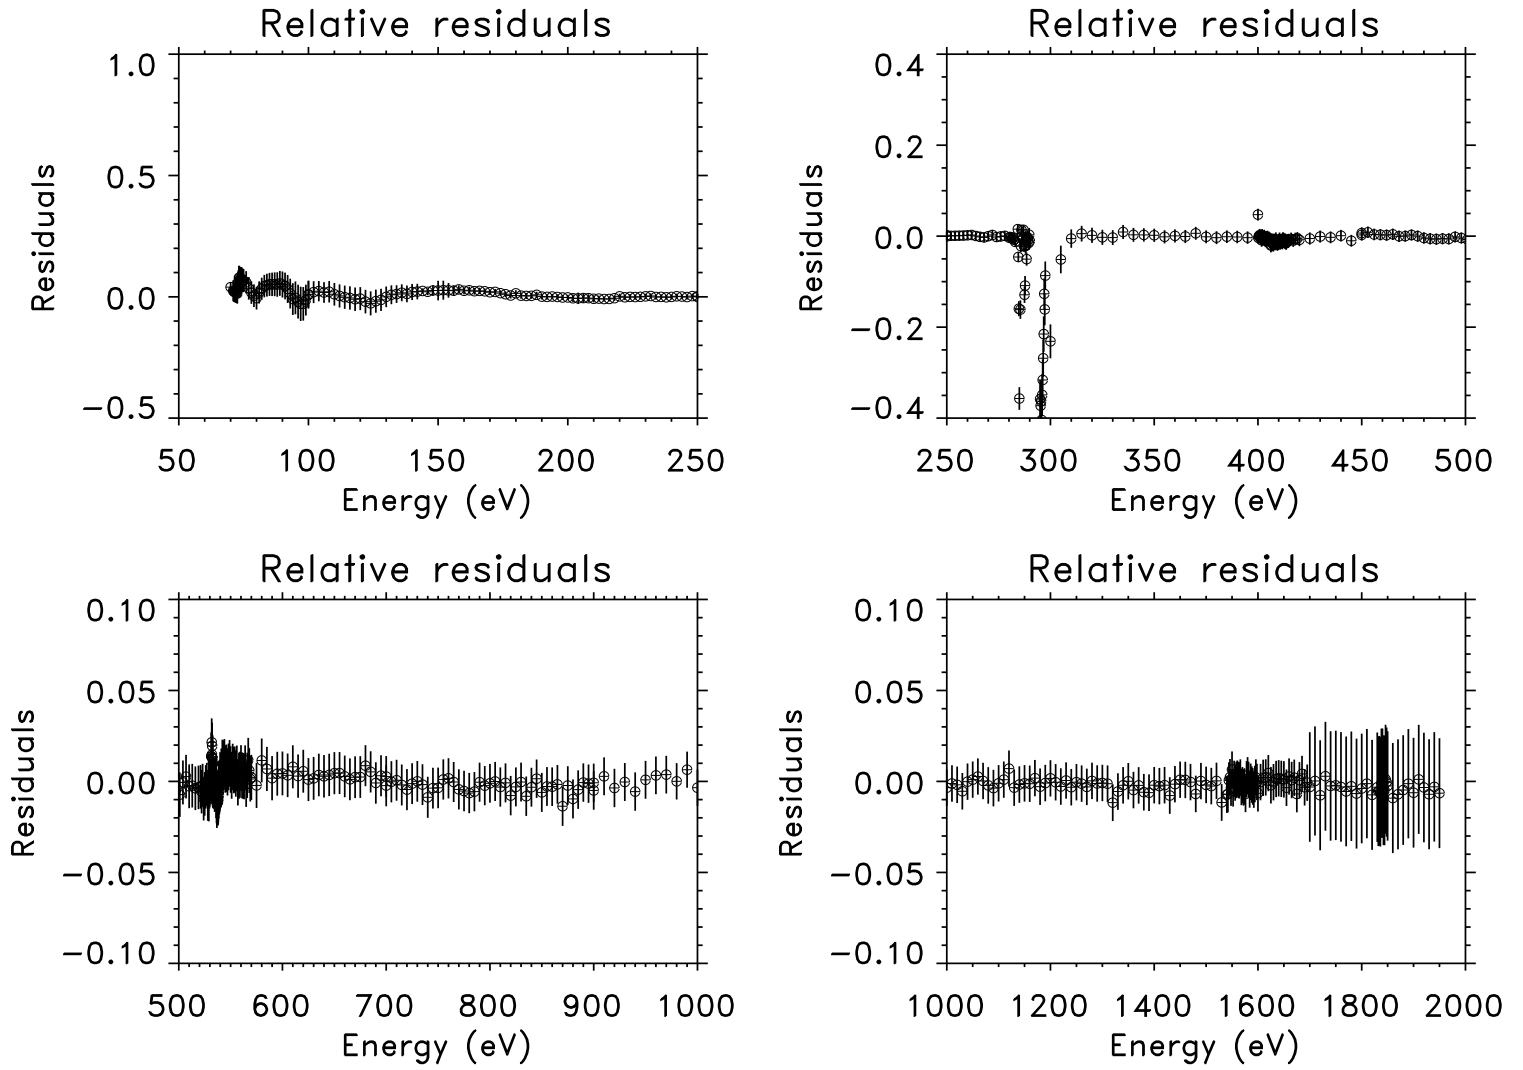 Relative residuals
Relative residuals
1.0
0.5
0.0
−0.5
Residuals
50 100 150 200 250
Energy (eV)
0.4
0.2
0.0
−0.2
−0.4
Residuals
250 300 350 400 450 500
Energy (eV)
Relative residuals
Relative residuals
0.10
0.05
0.00
−0.05
−0.10
Residuals
500 600 700 800 900 1000
Energy (eV)
0.10
0.05
0.00
−0.05
−0.10
Residuals
1000 1200 1400 1600 1800 2000
Energy (eV)